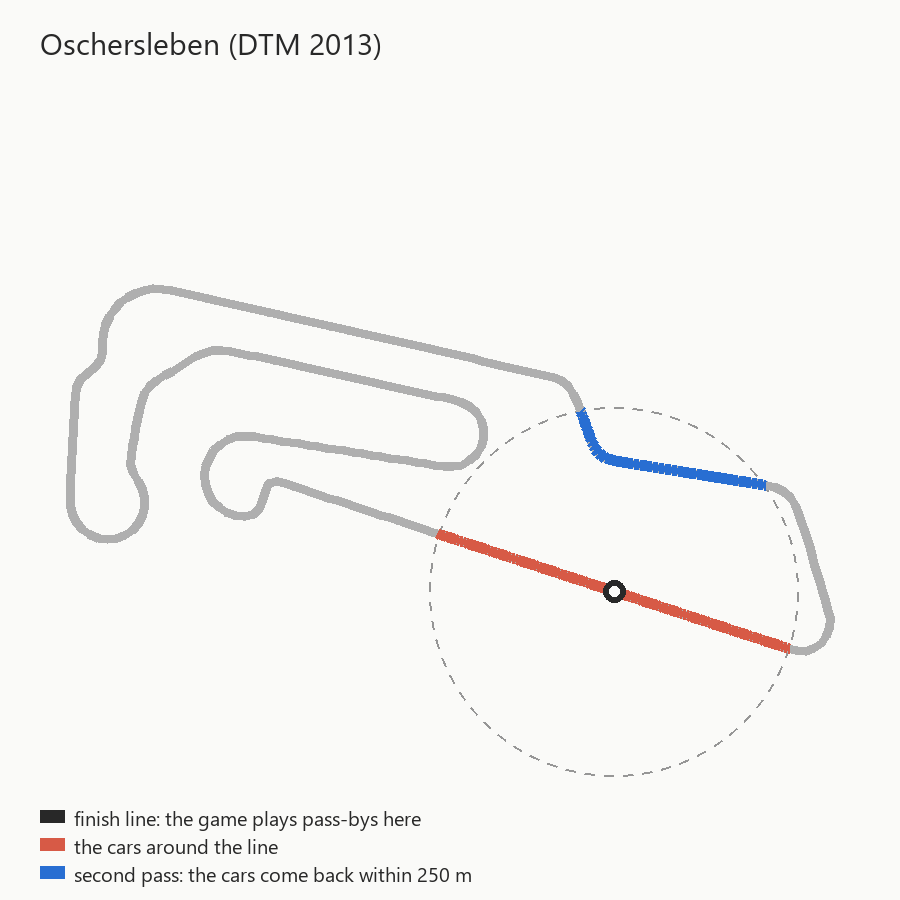 Oschersleben (DTM 2013)
finish line: the game plays pass-bys here
the cars around the line
second pass: the cars come back within 250 m